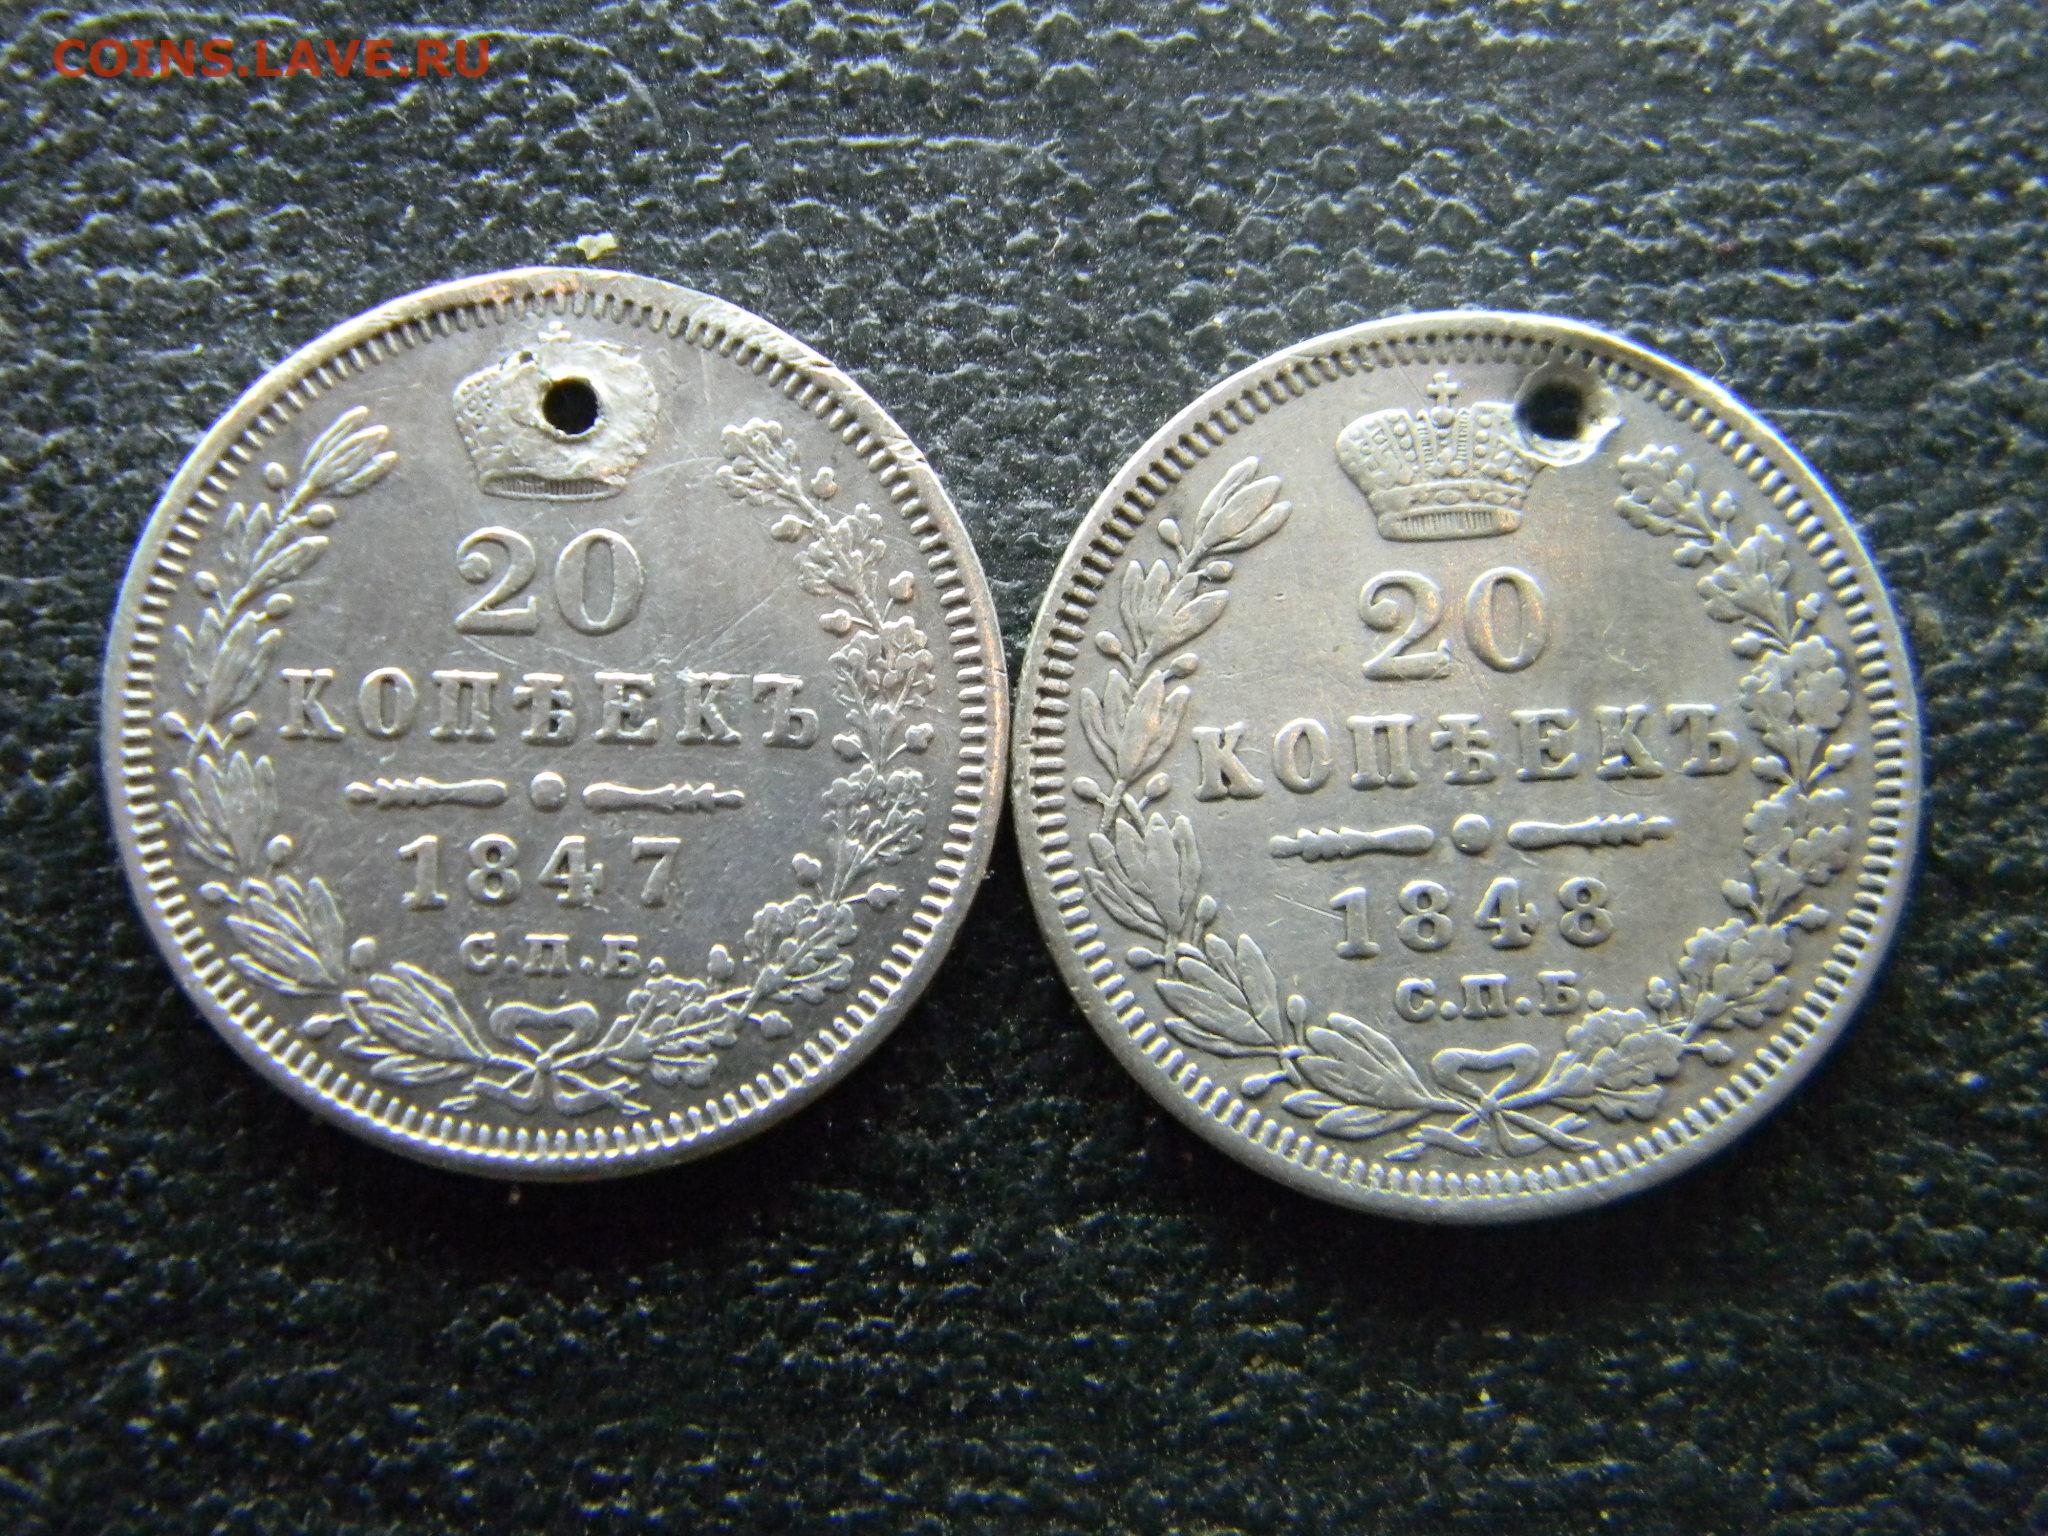 COINS.LAVE.RU
20
КОПѢЕКЪ
1847
С.П.Б.
20
КОПѢЕКЪ
1848
С.П.Б.